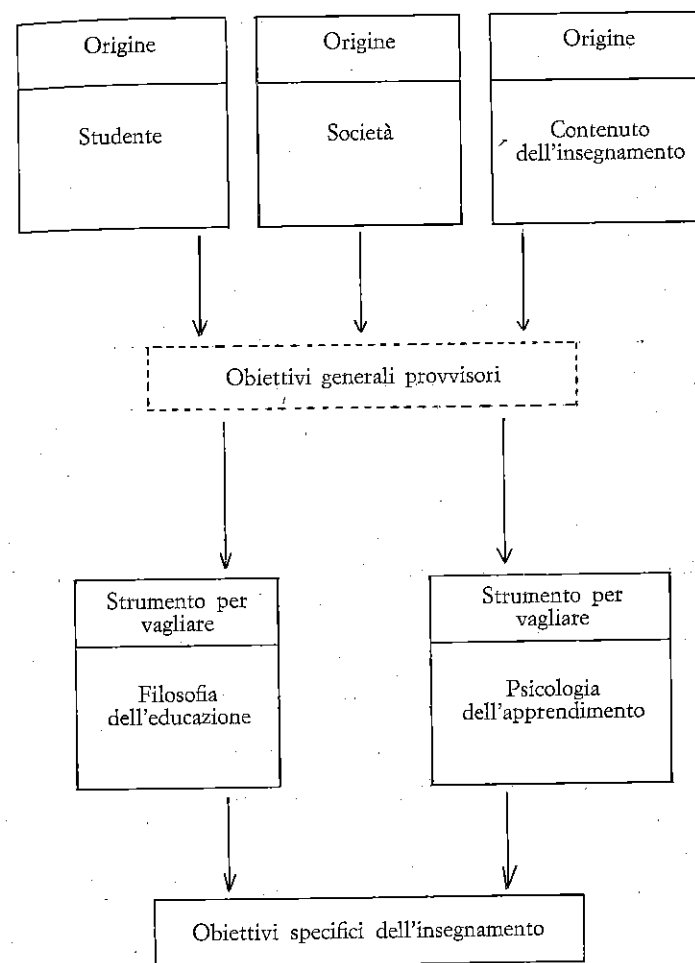 Origine
Studente
Origine
Società
Origine
Contenuto
dell'insegnamento
Obiettivi generali provvisori
Strumento per
vagliare
Filosofia
dell'educazione
Strumento per
vagliare
Psicologia
dell'apprendimento
Obiettivi specifici dell'insegnamento